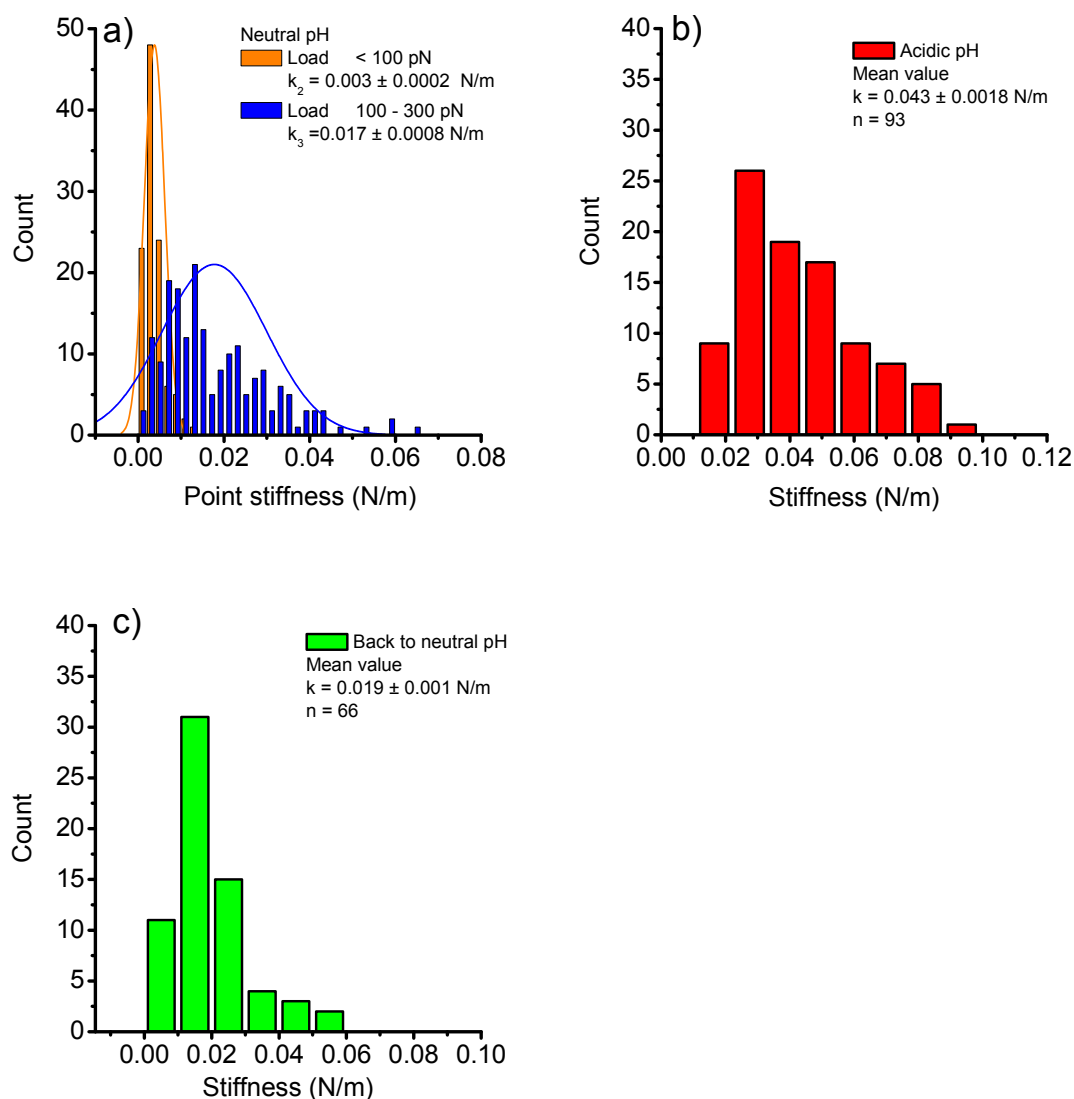 a)
Neutral pH
Load < 100 pN
k2 = 0.003 ± 0.0002 N/m
Load 100 - 300 pN
k3 =0.017 ± 0.0008 N/m
50
40
30
20
10
0
Count
0.00 0.02 0.04 0.06 0.08
Point stiffness (N/m)
b)
Acidic pH
Mean value
k = 0.043 ± 0.0018 N/m
n = 93
40
35
30
25
20
15
10
5
0
Count
0.00 0.02 0.04 0.06 0.08 0.10 0.12
Stiffness (N/m)
c)
Back to neutral pH
Mean value
k = 0.019 ± 0.001 N/m
n = 66
40
35
30
25
20
15
10
5
0
Count
0.00 0.02 0.04 0.06 0.08 0.10
Stiffness (N/m)